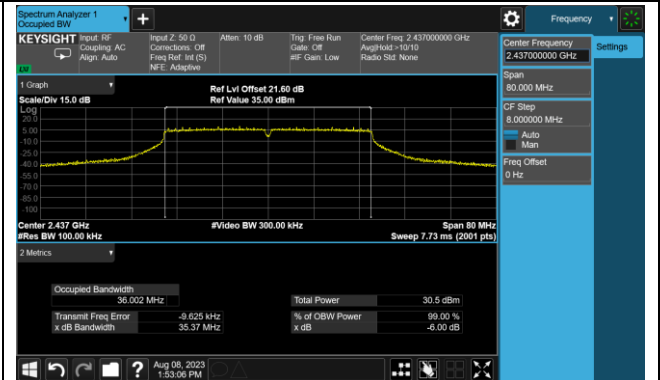 Spectrum Analyzer 1
Occupied BW
Frequency
KEYSIGHT
Input: RF
Coupling: AC
Align: Auto
Input Z: 50 Ω
Corrections: Off
Freq Ref: Int (S)
NFE: Adaptive
Atten: 10 dB
Trig: Free Run
Gate: Off
#IF Gain: Low
Center Freq: 2.437000000 GHz
Avg|Hold:>10/10
Radio Std: None
Center Frequency
2.437000000 GHz
Settings
Span
80.000 MHz
CF Step
8.000000 MHz
Auto
Man
Freq Offset
0 Hz
1 Graph
Scale/Div 15.0 dB
Ref Lvl Offset 21.60 dB
Ref Value 35.00 dBm
Log
20.0
5.00
-10.0
-25.0
-40.0
-55.0
-70.0
-85.0
-100
Center 2.437 GHz
#Video BW 300.00 kHz
Span 80 MHz
#Res BW 100.00 kHz
Sweep 7.73 ms (2001 pts)
2 Metrics
Occupied Bandwidth
36.002 MHz
Total Power 30.5 dBm
Transmit Freq Error -9.625 kHz
% of OBW Power 99.00 %
x dB Bandwidth 35.37 MHz
x dB -6.00 dB
Aug 08, 2023
1:53:06 PM